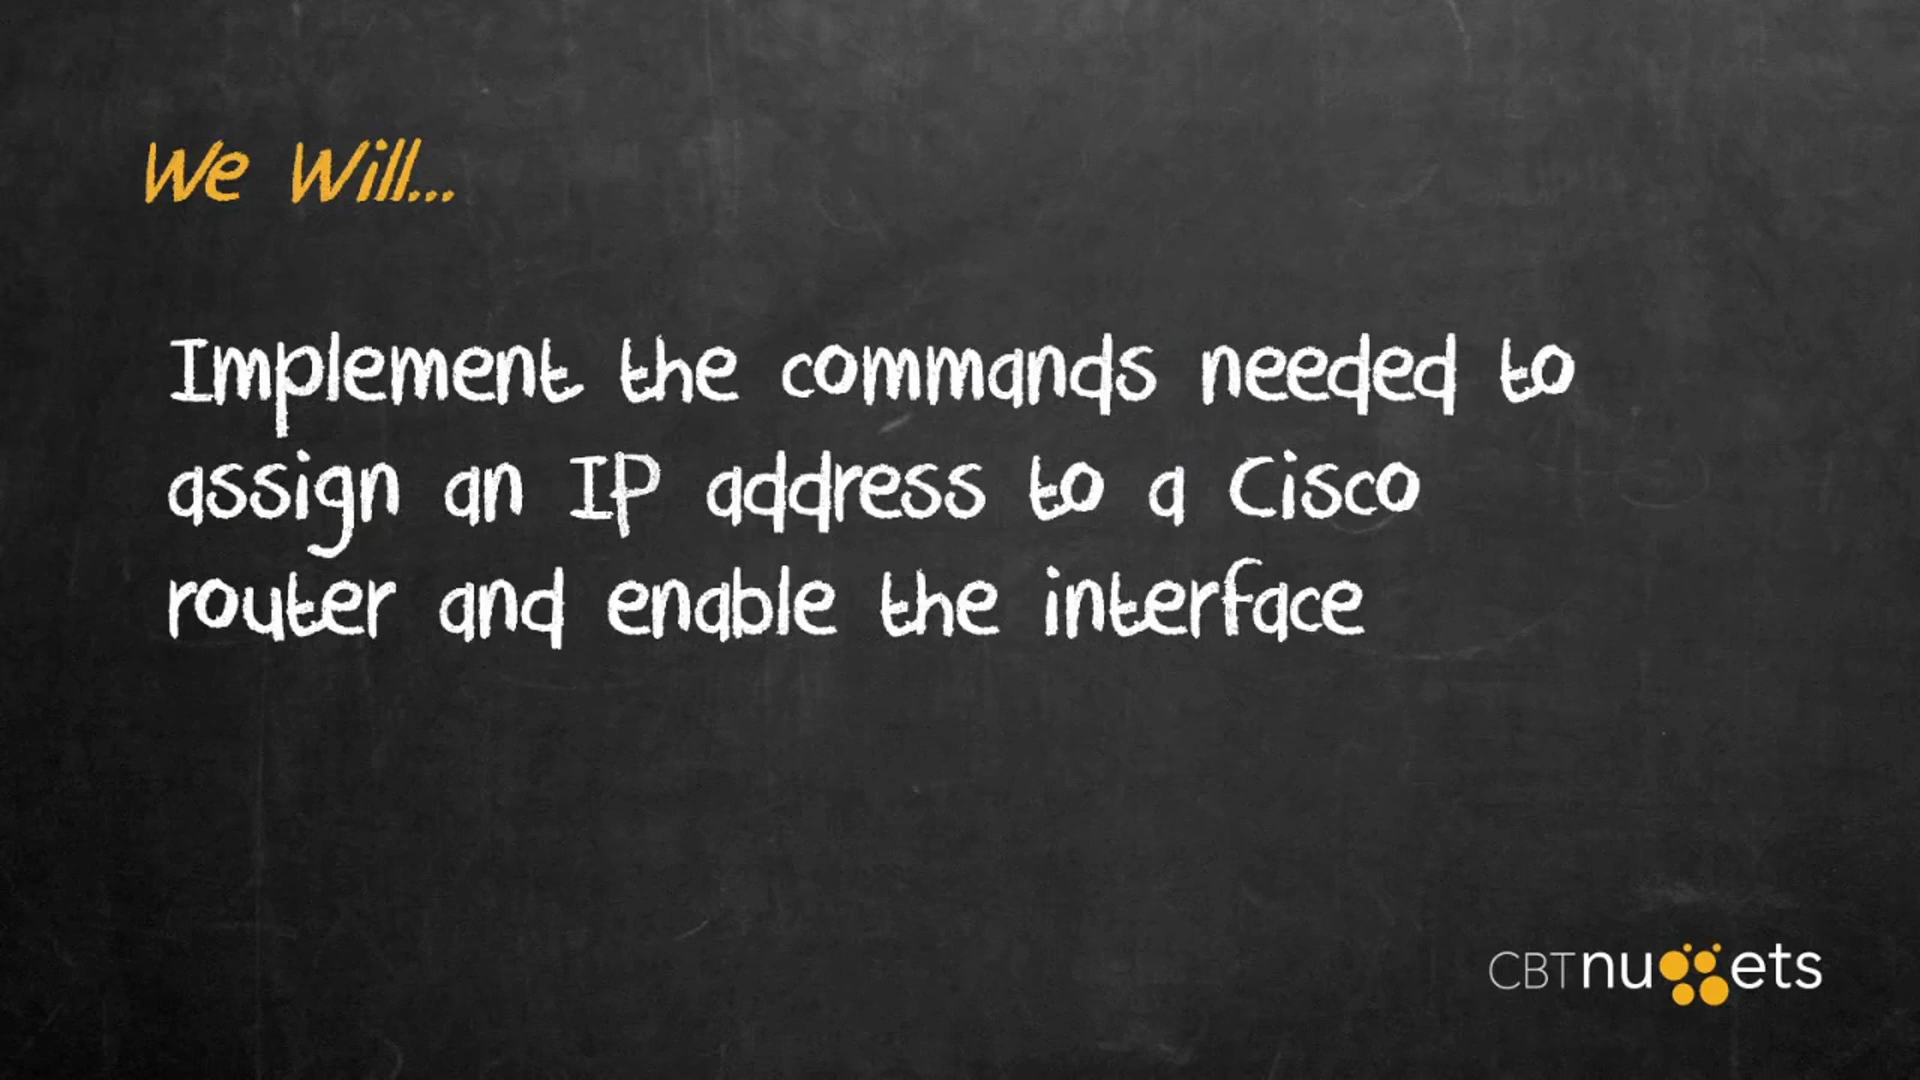 We Will...
Implement the commands needed to
assign an IP address to a Cisco
router and enable the interface
CBTnuggets